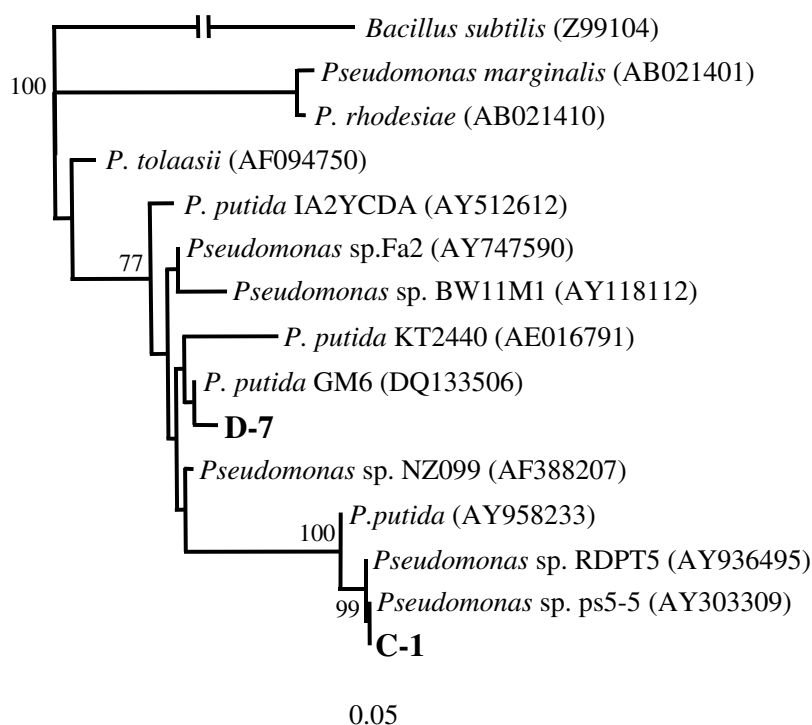 Bacillus subtilis (Z99104)
Pseudomonas marginalis (AB021401)
100
P. rhodesiae (AB021410)
P. tolaasii (AF094750)
P. putida IA2YCDA (AY512612)
Pseudomonas sp.Fa2 (AY747590)
77
Pseudomonas sp. BW11M1 (AY118112)
P. putida KT2440 (AE016791)
P. putida GM6 (DQ133506)
D-7
Pseudomonas sp. NZ099 (AF388207)
P.putida (AY958233)
100
Pseudomonas sp. RDPT5 (AY936495)
Pseudomonas sp. ps5-5 (AY303309)
99
C-1
0.05